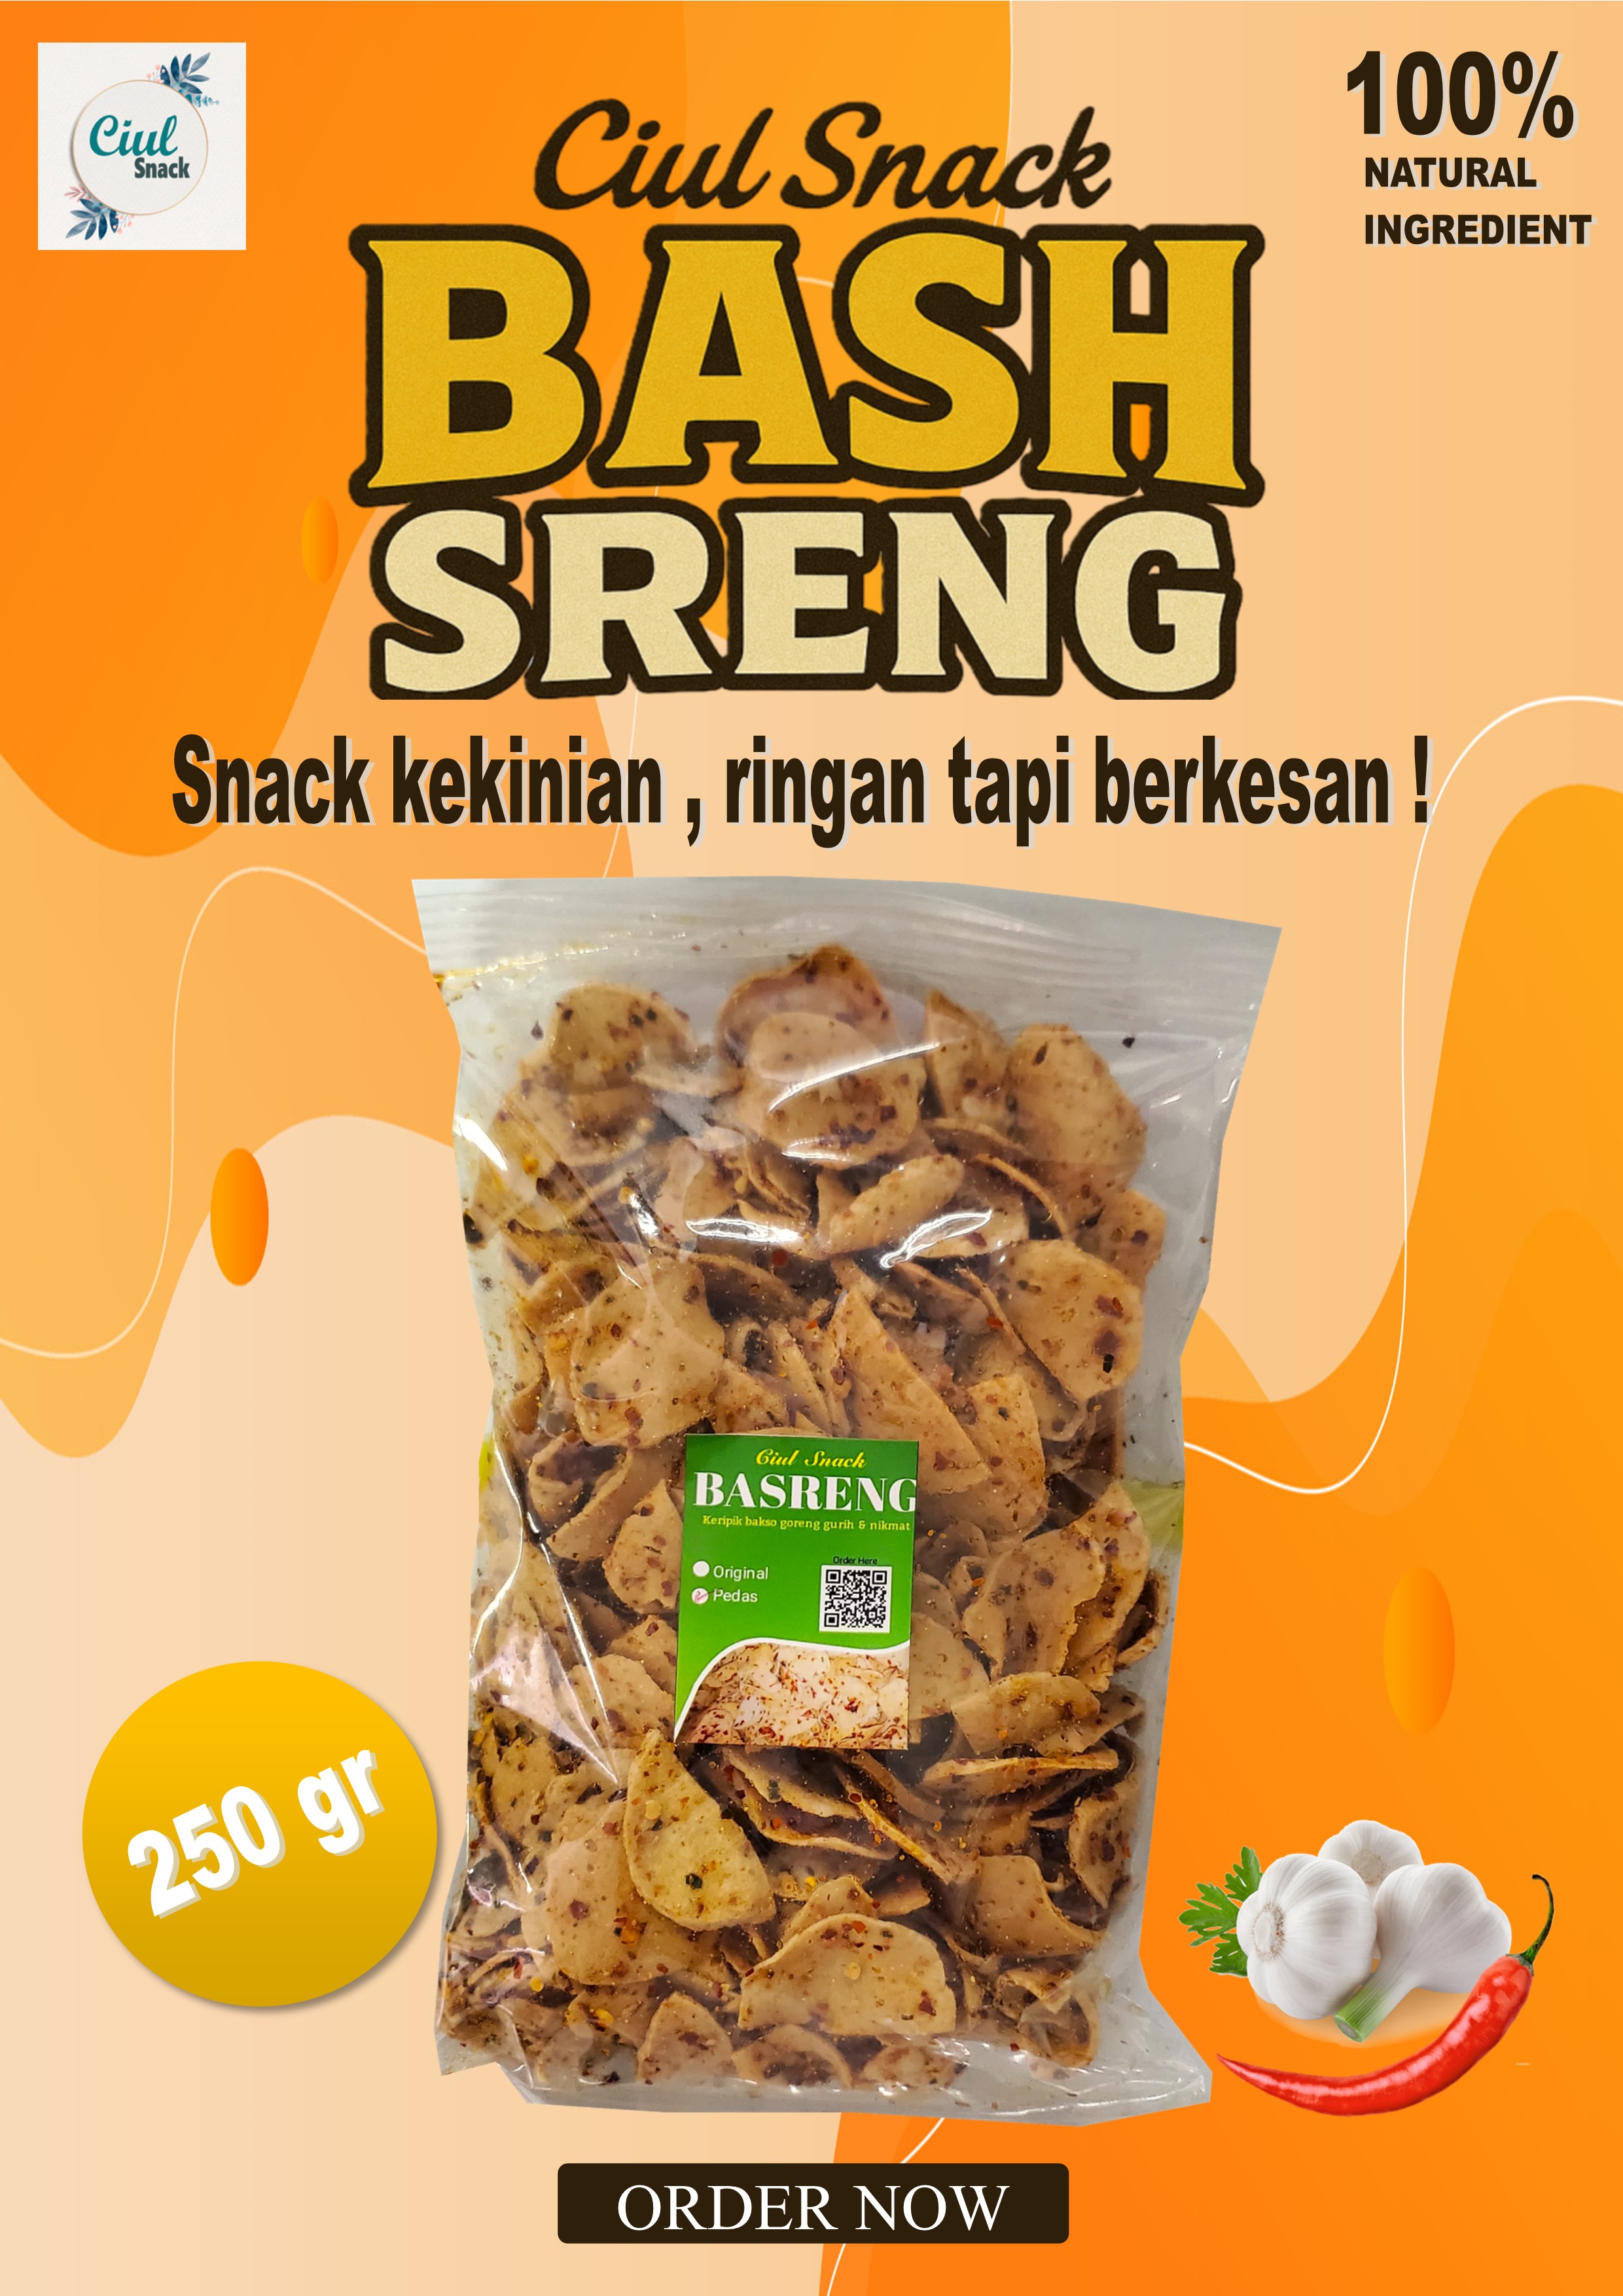 Ciul
Snack
100%
NATURAL
INGREDIENT
Ciul Snack
BASH
SRENG
Snack kekinian , ringan tapi berkesan !
Ciul Snack
BASRENG
Keripik bakso goreng gurih & nikmat
Order Here
Original
Pedas
250 gr
ORDER NOW